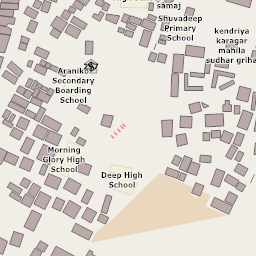 samaj
Shuvadeep
Primary
School
kendriya
karagar
mahila
sudhar griha
Araniko
Secondary
Boarding
School
Morning
Glory High
School
Deep High
School